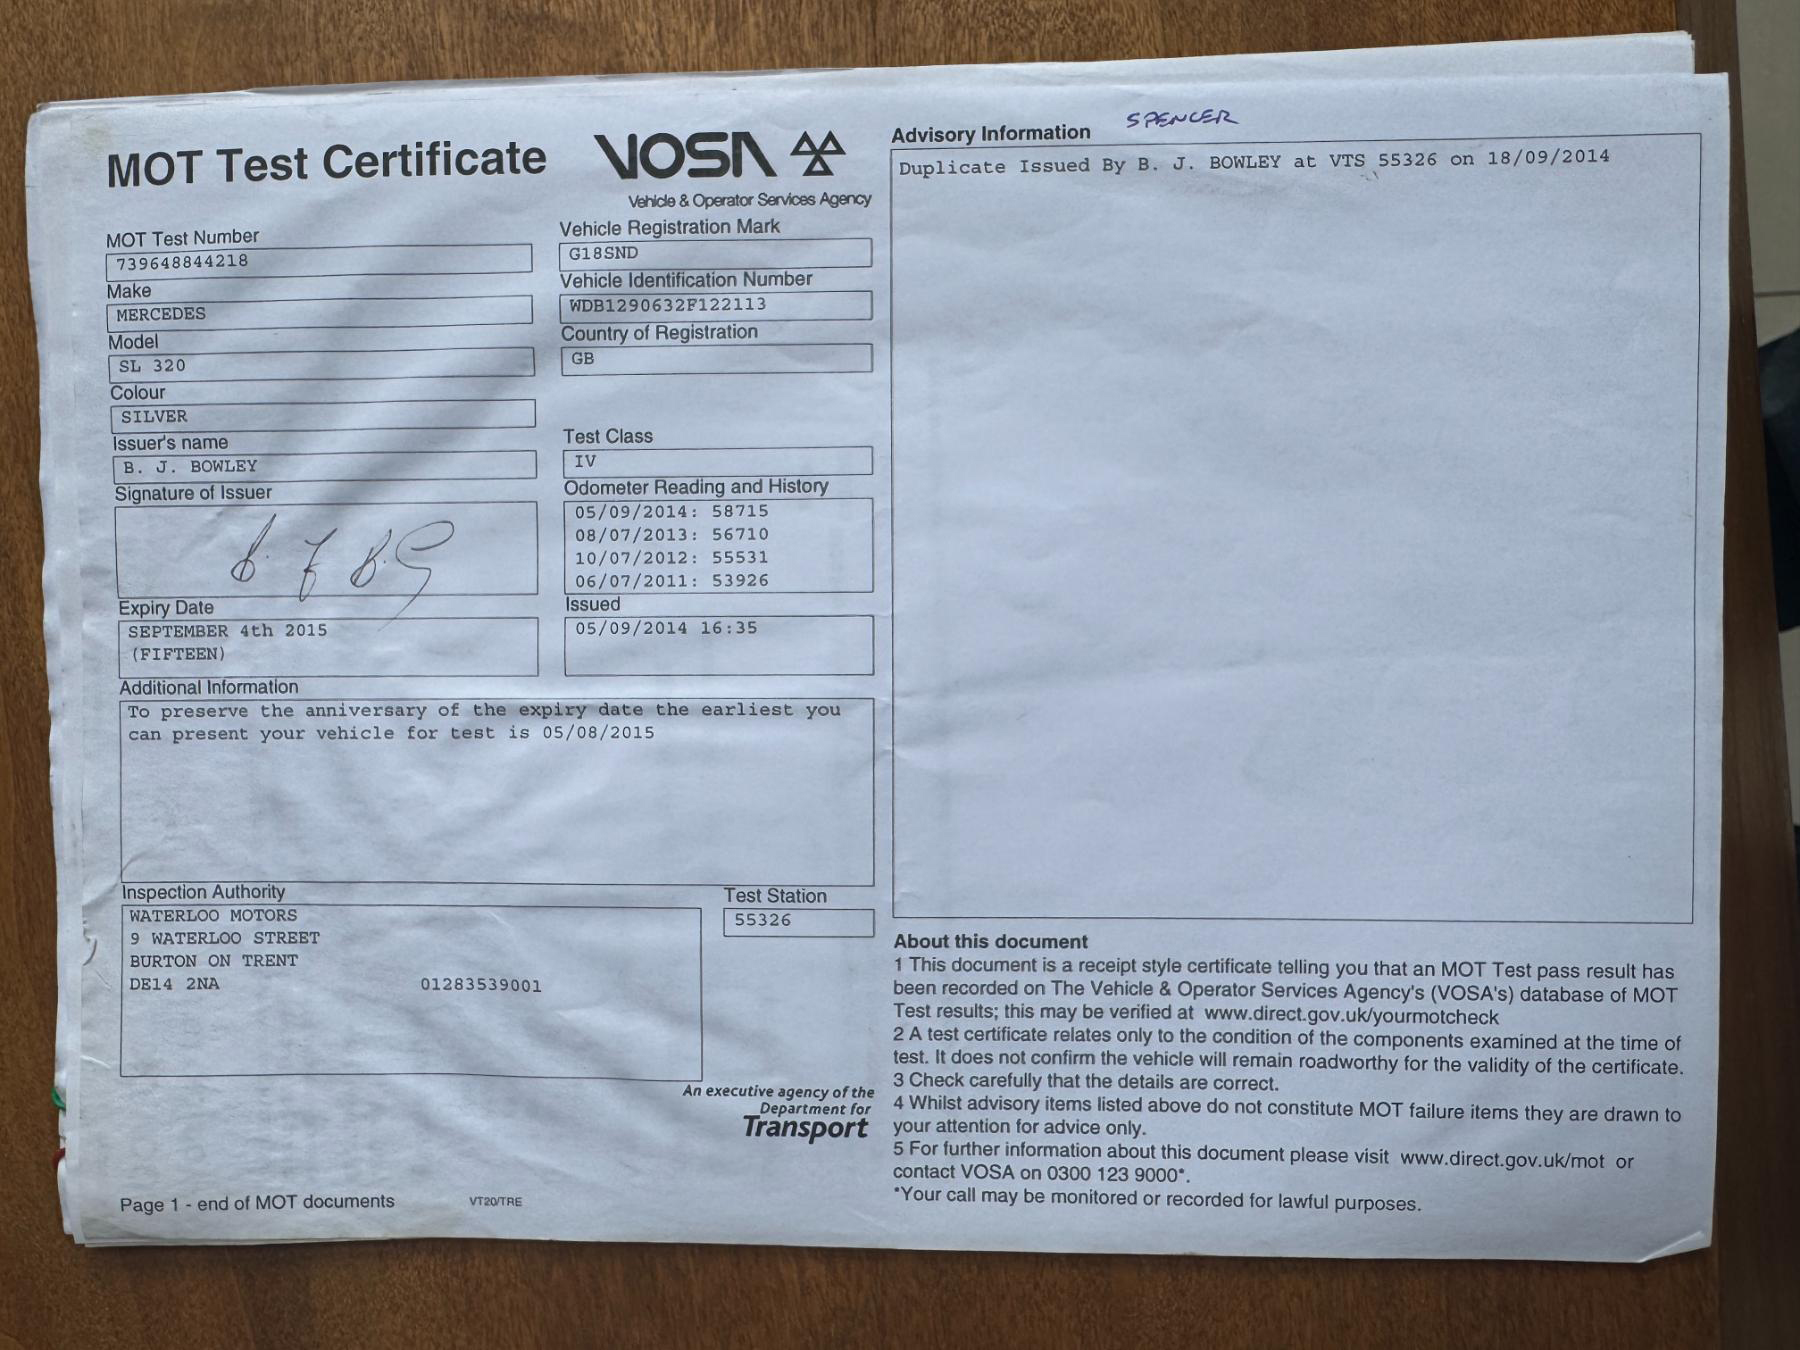 MOT Test Certificate
VOSA
Vehicle & Operator Services Agency
MOT Test Number
739648844218
Make
MERCEDES
Model
SL 320
Colour
SILVER
Issuer's name
B. J. BOWLEY
Signature of Issuer
Expiry Date
SEPTEMBER 4th 2015
(FIFTEEN)
Vehicle Registration Mark
G18SND
Vehicle Identification Number
WDB1290632F122113
Country of Registration
GB
Test Class
IV
Odometer Reading and History
05/09/2014: 58715
08/07/2013: 56710
10/07/2012: 55531
06/07/2011: 53926
Issued
05/09/2014 16:35
Additional Information
To preserve the anniversary of the expiry date the earliest you
can present your vehicle for test is 05/08/2015
Inspection Authority
WATERLOO MOTORS
9 WATERLOO STREET
BURTON ON TRENT
DE14 2NA 01283539001
Test Station
55326
An executive agency of the
Department for
Transport
Page 1 - end of MOT documents
VT20/TRE
Advisory Information
SPENCER
Duplicate Issued By B. J. BOWLEY at VTS 55326 on 18/09/2014
About this document
1 This document is a receipt style certificate telling you that an MOT Test pass result has
been recorded on The Vehicle & Operator Services Agency's (VOSA's) database of MOT
Test results; this may be verified at www.direct.gov.uk/yourmotcheck
2 A test certificate relates only to the condition of the components examined at the time of
test. It does not confirm the vehicle will remain roadworthy for the validity of the certificate.
3 Check carefully that the details are correct.
4 Whilst advisory items listed above do not constitute MOT failure items they are drawn to
your attention for advice only.
5 For further information about this document please visit www.direct.gov.uk/mot or
contact VOSA on 0300 123 9000*.
*Your call may be monitored or recorded for lawful purposes.